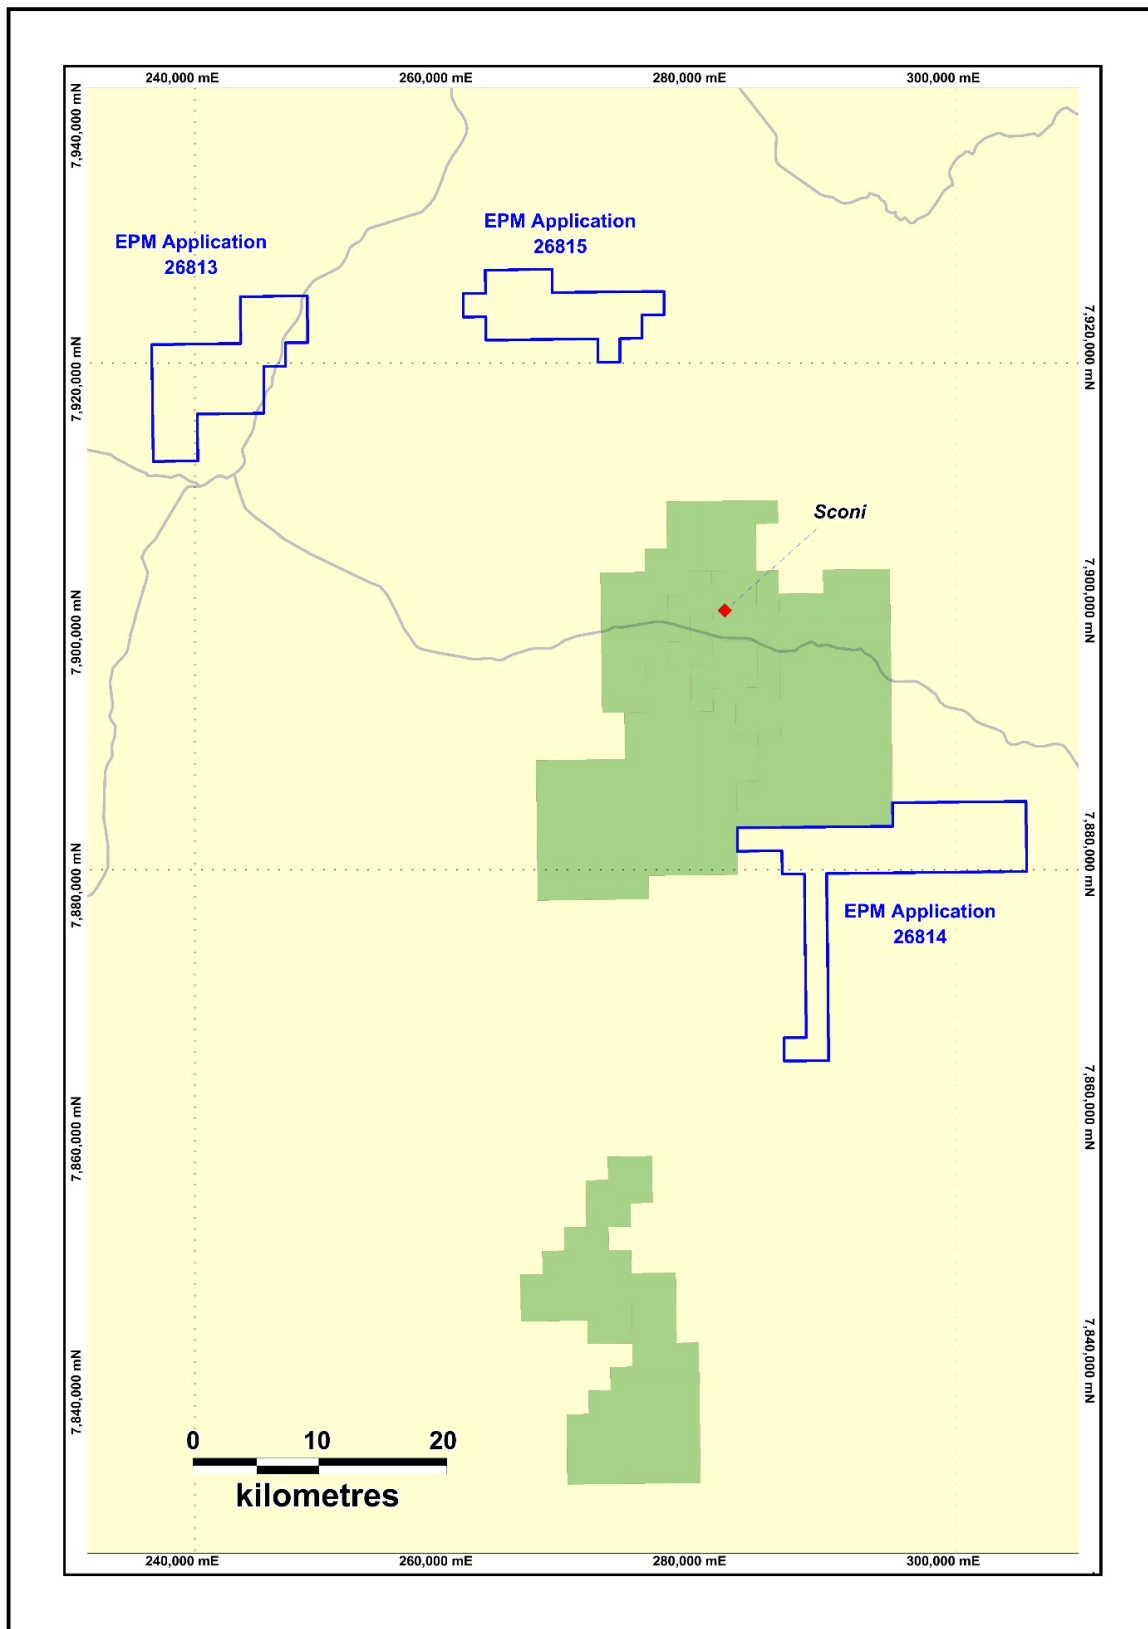 240,000 mE
260,000 mE
280,000 mE
300,000 mE
7,940,000 mN
EPM Application
26815
EPM Application
26813
7,920,000 mN
7,920,000 mN
Sconi
7,900,000 mN
7,900,000 mN
7,880,000 mN
7,880,000 mN
EPM Application
26814
7,860,000 mN
7,860,000 mN
7,840,000 mN
7,840,000 mN
0 10 20
kilometres
240,000 mE
260,000 mE
280,000 mE
300,000 mE